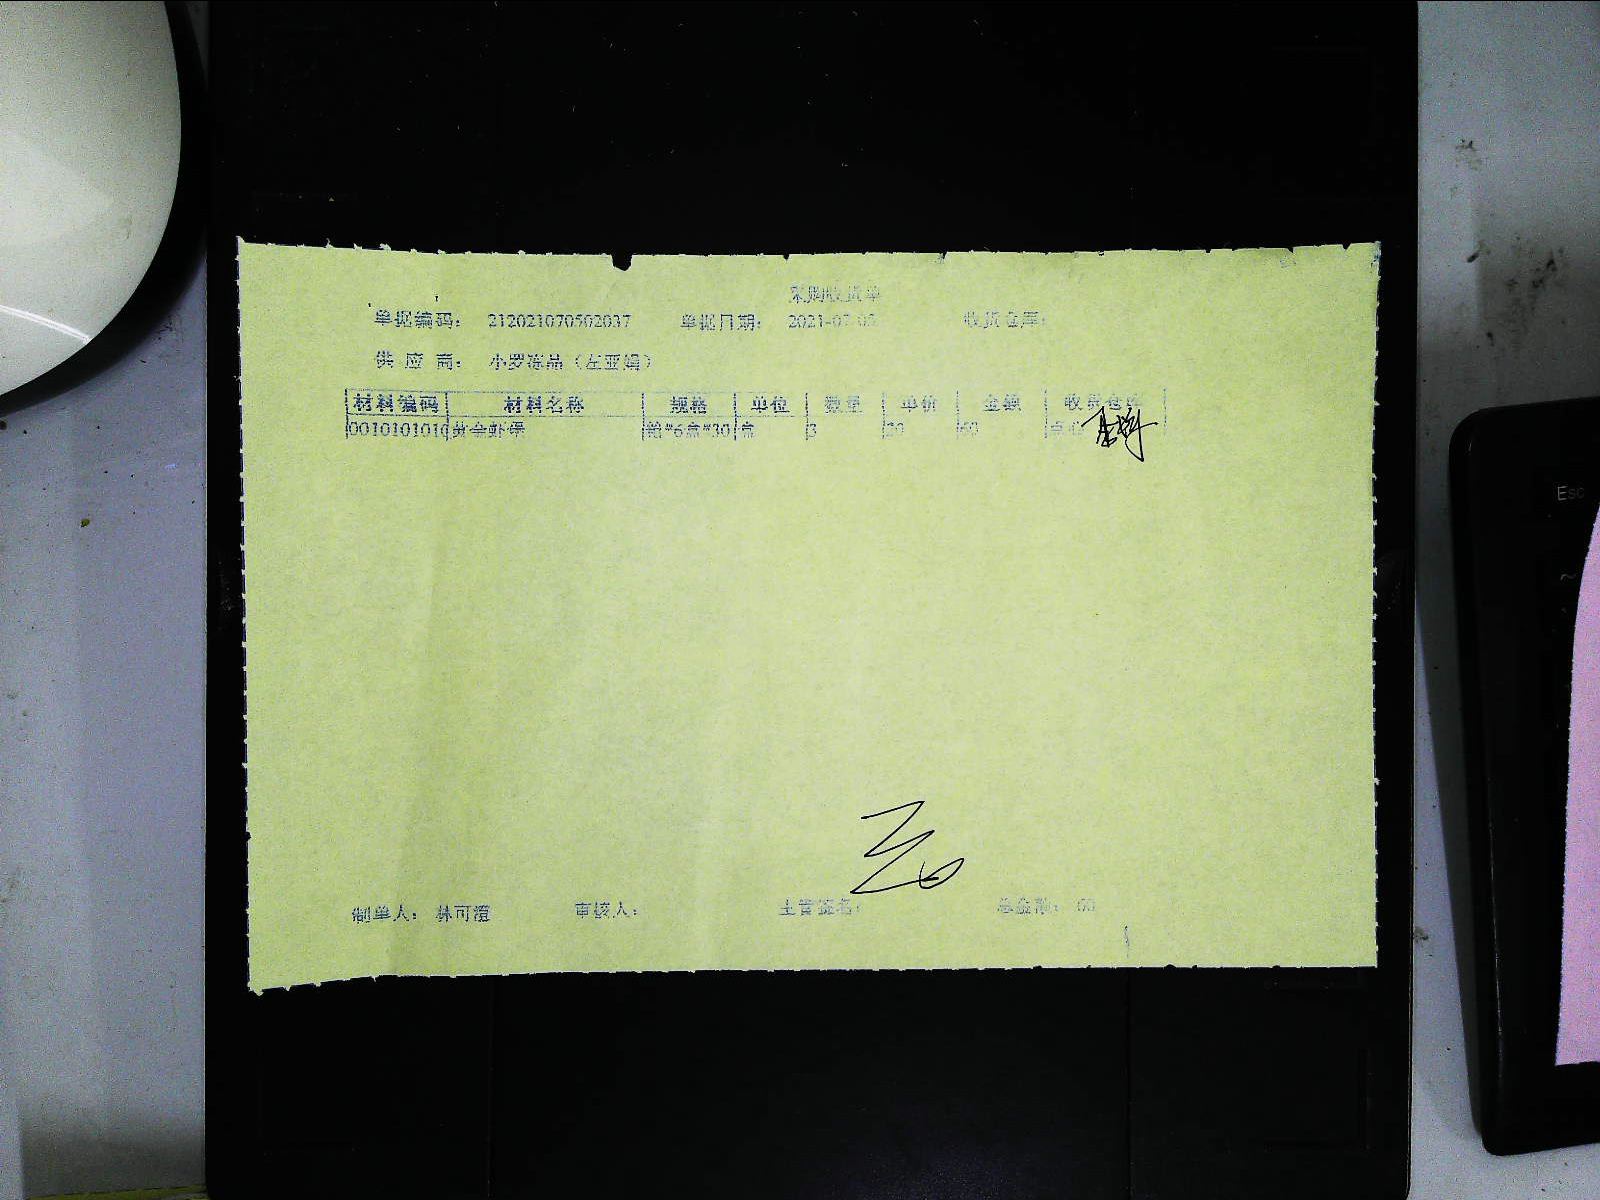 采购收货单
单据编码: 212021070502037 单据日期: 2021-07-05 收货仓库:
供应商: 小罗冻品（左亚娟）
材料编码 材料名称 规格 单位 数量 单价 金额 收货仓库
0010101010 黄金虾堡 *6盒*30 盒 3 20 60 点心
制单人: 林可澄 审核人: 主管签名: 总金额: 60
Esc